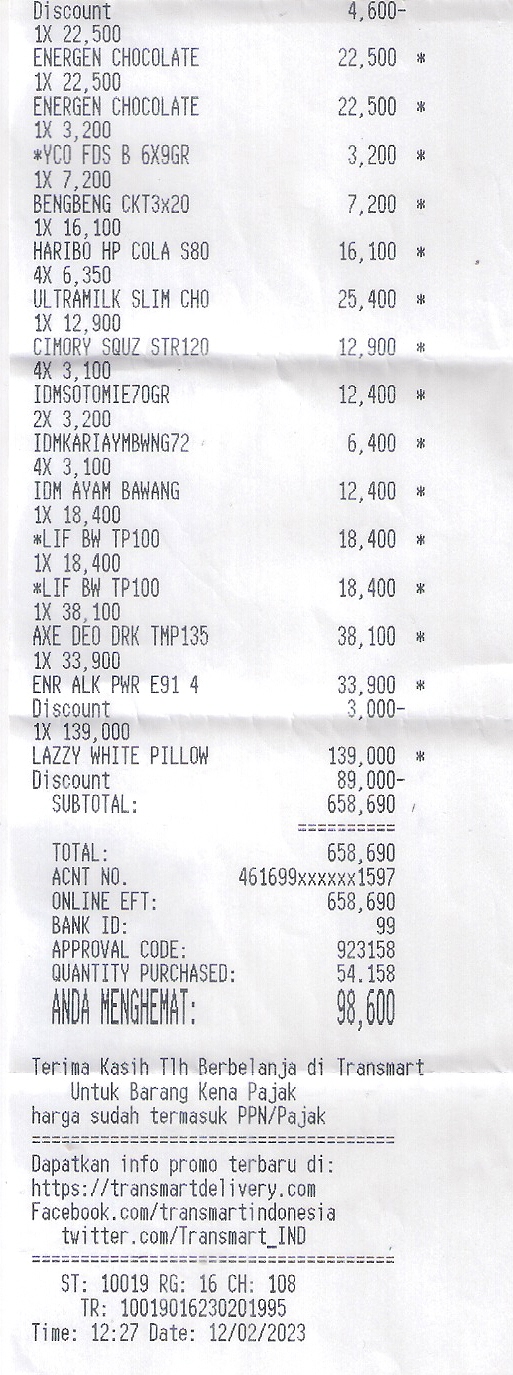 Discount 4,600-
1X 22,500
ENERGEN CHOCOLATE 22,500 *
1X 22,500
ENERGEN CHOCOLATE 22,500 *
1X 3,200
*YCO FDS B 6X9GR 3,200 *
1X 7,200
BENGBENG CKT3x20 7,200 *
1X 16,100
HARIBO HP COLA S80 16,100 *
4X 6,350
ULTRAMILK SLIM CHO 25,400 *
1X 12,900
CIMORY SQUZ STR120 12,900 *
4X 3,100
IDMSOTOMIE70GR 12,400 *
2X 3,200
IDMKARIAYMBWNG72 6,400 *
4X 3,100
IDM AYAM BAWANG 12,400 *
1X 18,400
*LIF BW TP100 18,400 *
1X 18,400
*LIF BW TP100 18,400 *
1X 38,100
AXE DEO DRK TMP135 38,100 *
1X 33,900
ENR ALK PWR E91 4 33,900 *
Discount 3,000-
1X 139,000
LAZZY WHITE PILLOW 139,000 *
Discount 89,000-
SUBTOTAL: 658,690
==========
TOTAL: 658,690
ACNT NO. 461699xxxxxx1597
ONLINE EFT: 658,690
BANK ID: 99
APPROVAL CODE: 923158
QUANTITY PURCHASED: 54.158
ANDA MENGHEMAT: 98,600
Terima Kasih Tlh Berbelanja di Transmart
Untuk Barang Kena Pajak
harga sudah termasuk PPN/Pajak
=====================================
Dapatkan info promo terbaru di:
https://transmartdelivery.com
Facebook.com/transmartindonesia
twitter.com/Transmart_IND
=====================================
ST: 10019 RG: 16 CH: 108
TR: 10019016230201995
Time: 12:27 Date: 12/02/2023